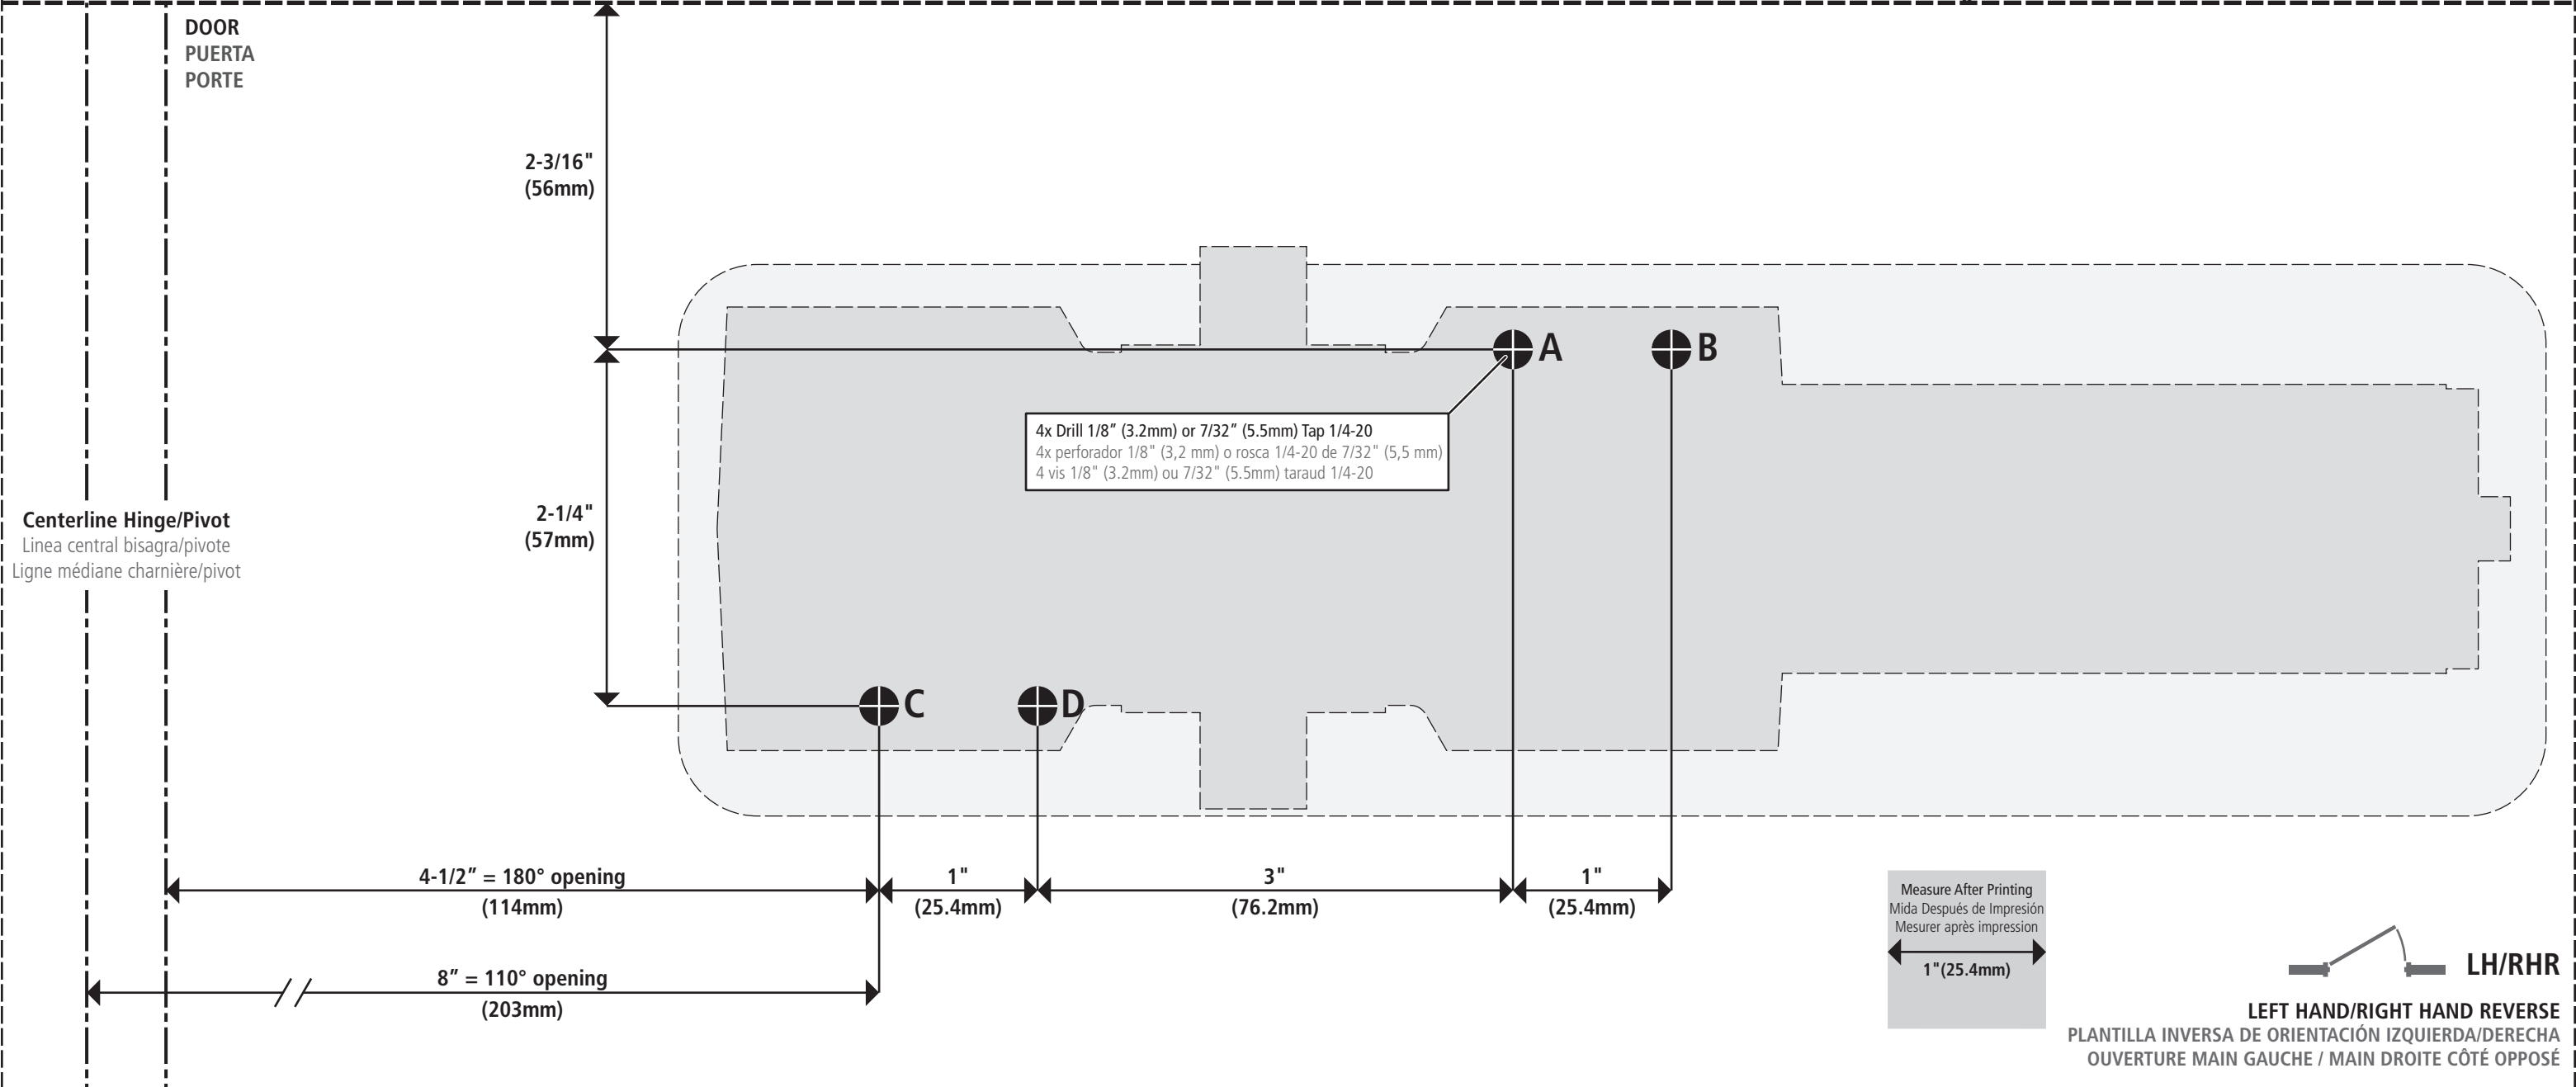 DOOR
PUERTA
PORTE
2-3/16"
(56mm)
A
B
4x Drill 1/8” (3.2mm) or 7/32” (5.5mm) Tap 1/4-20
4x perforador 1/8" (3,2 mm) o rosca 1/4-20 de 7/32" (5,5 mm)
4 vis 1/8" (3.2mm) ou 7/32" (5.5mm) taraud 1/4-20
Centerline Hinge/Pivot
Linea central bisagra/pivote
Ligne médiane charnière/pivot
2-1/4"
(57mm)
C
D
4-1/2” = 180° opening
(114mm)
1"
(25.4mm)
3"
(76.2mm)
1"
(25.4mm)
8” = 110° opening
(203mm)
Measure After Printing
Mida Después de Impresión
Mesurer après impression
1"(25.4mm)
LH/RHR
LEFT HAND/RIGHT HAND REVERSE
PLANTILLA INVERSA DE ORIENTACIÓN IZQUIERDA/DERECHA
OUVERTURE MAIN GAUCHE / MAIN DROITE CÔTÉ OPPOSÉ